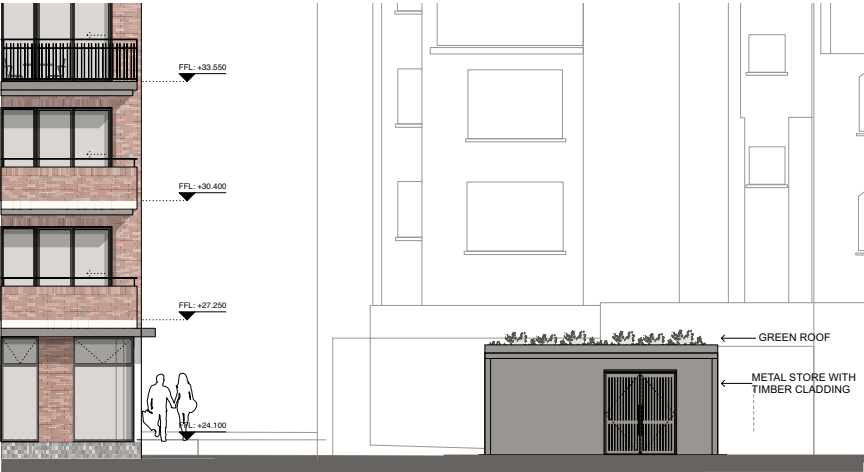 FFL: +33.550
FFL: +30.400
FFL: +27.250
GREEN ROOF
METAL STORE WITH
TIMBER CLADDING
FFL: +24.100